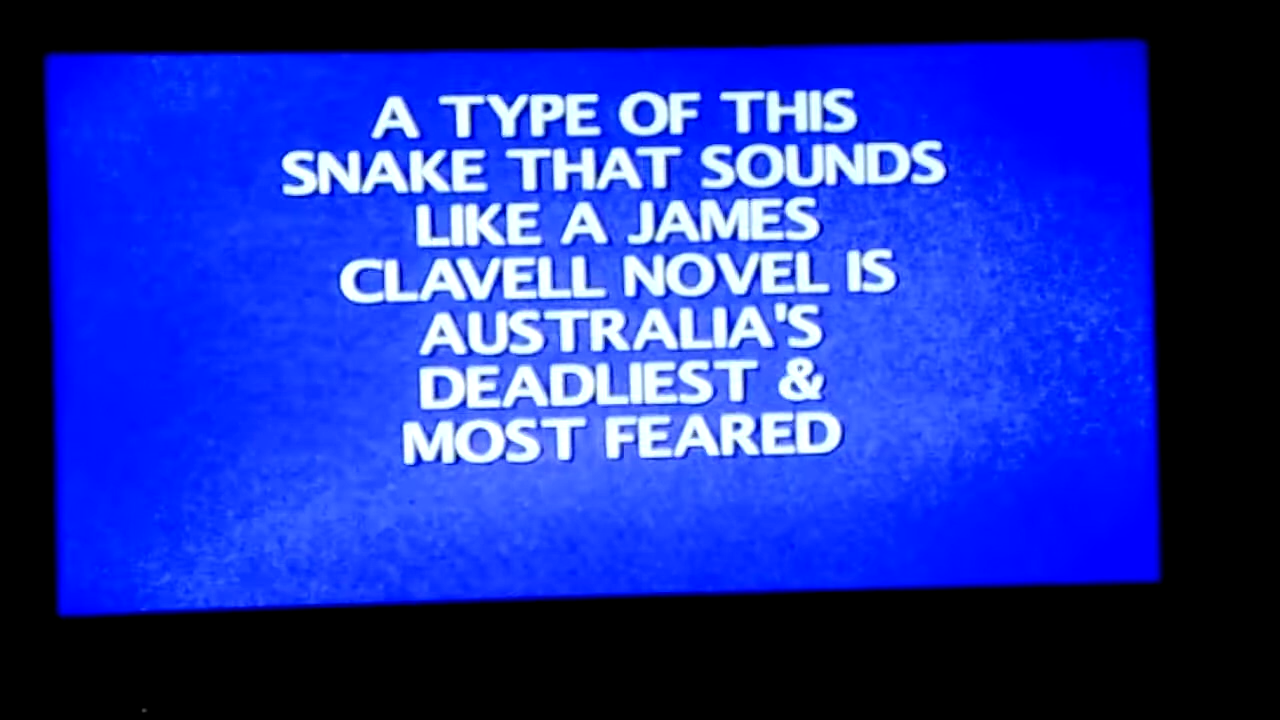 A TYPE OF THIS
SNAKE THAT SOUNDS
LIKE A JAMES
CLAVELL NOVEL IS
AUSTRALIA'S
DEADLIEST &
MOST FEARED